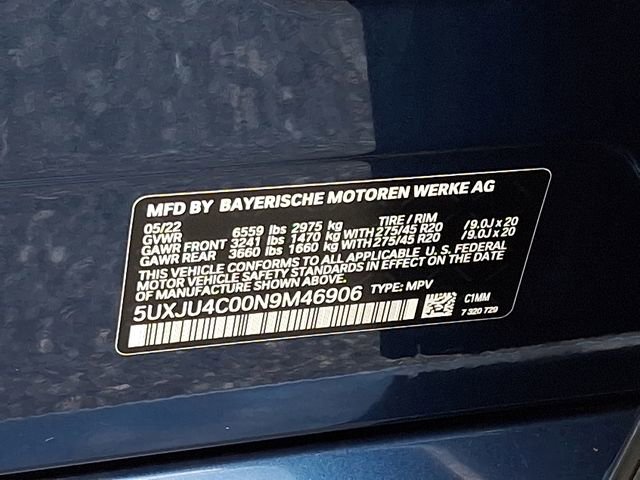 MFD BY BAYERISCHE MOTOREN WERKE AG
05/22 TIRE / RIM
GVWR 6559 lbs 2975 kg
GAWR FRONT 3241 lbs 1470 kg WITH 275/45 R20 / 9.0J x 20
GAWR REAR 3660 lbs 1660 kg WITH 275/45 R20 / 9.0J x 20
THIS VEHICLE CONFORMS TO ALL APPLICABLE U.S. FEDERAL
MOTOR VEHICLE SAFETY STANDARDS IN EFFECT ON THE DATE
OF MANUFACTURE SHOWN ABOVE.
5UXJU4C00N9M46906 TYPE: MPV
C1MM
7 320 729